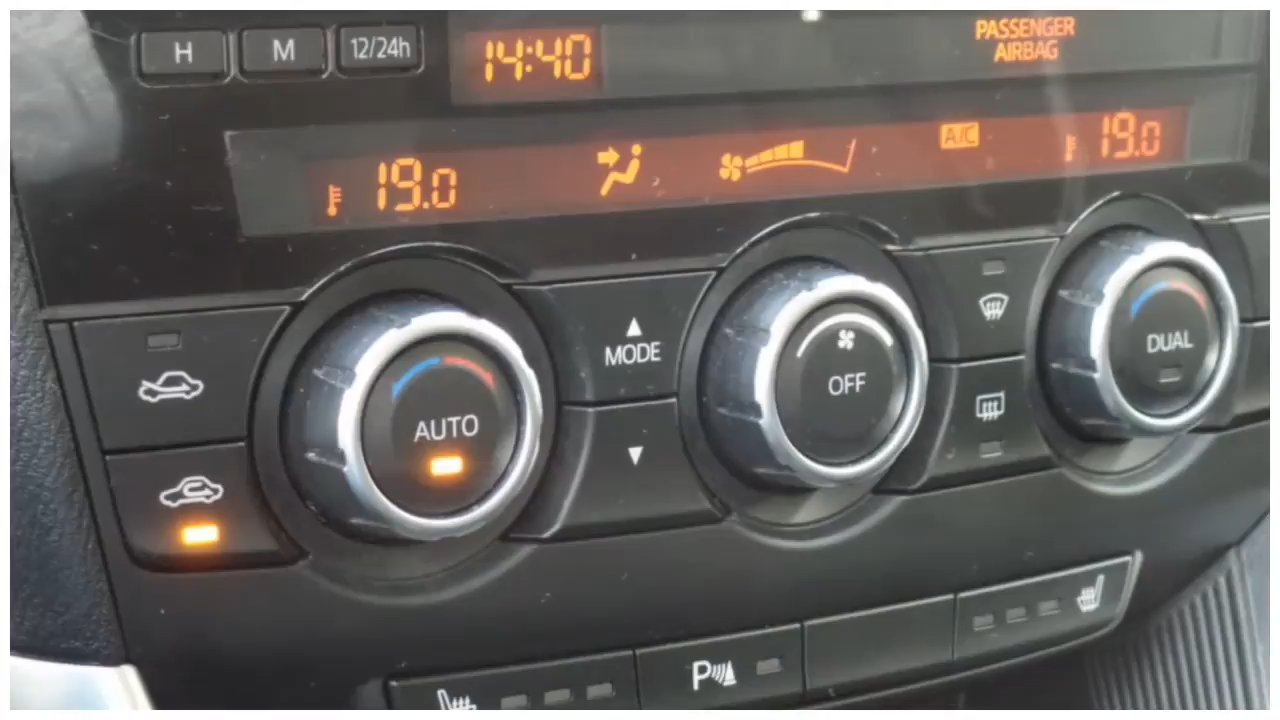 H M 12/24h 14:40 PASSENGER
AIRBAG
19.0 A/C 19.0
AUTO MODE OFF DUAL
P